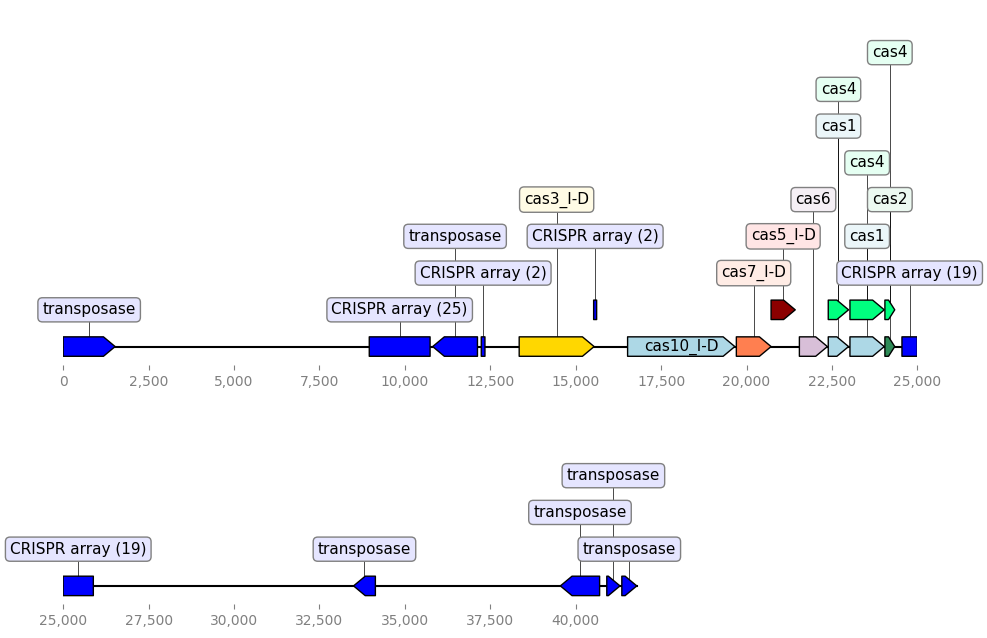 cas4
cas4
cas1
cas4
cas3_I-D
cas6
cas2
transposase
CRISPR array (2)
cas5_I-D
cas1
CRISPR array (2)
cas7_I-D
CRISPR array (19)
transposase
CRISPR array (25)
cas10_I-D
0 2,500 5,000 7,500 10,000 12,500 15,000 17,500 20,000 22,500 25,000
transposase
transposase
CRISPR array (19)
transposase
transposase
25,000 27,500 30,000 32,500 35,000 37,500 40,000